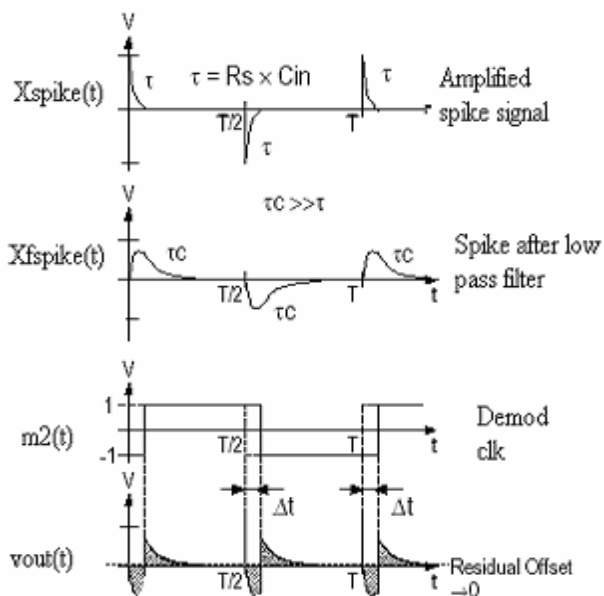 V
Xspike(t)
τ
τ = Rs × Cin
τ
T/2
τ
T
t
Amplified
spike signal
V
τC >> τ
Xfspike(t)
τC
τC
T/2
τC
T
t
Spike after low
pass filter
V
1
m2(t)
-1
T/2
T
t
Demod
clk
V
Δt
Δt
vout(t)
T/2
T
t
Residual Offset
→0